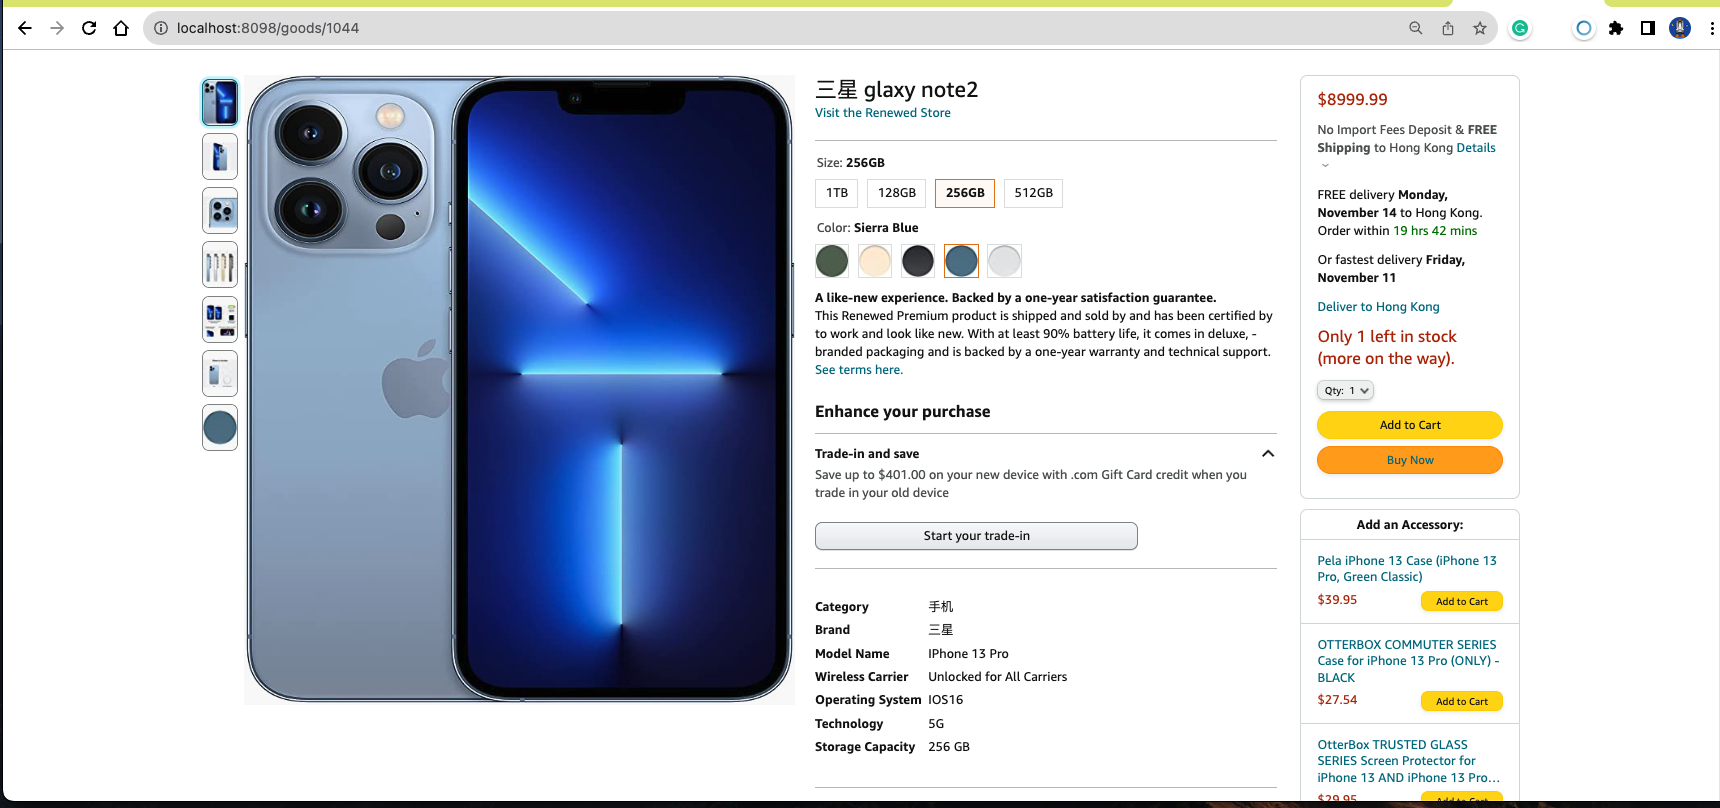 localhost:8098/goods/1044
三星 glaxy note2
Visit the Renewed Store
Size: 256GB
1TB
128GB
256GB
512GB
Color: Sierra Blue
A like-new experience. Backed by a one-year satisfaction guarantee.
This Renewed Premium product is shipped and sold by and has been certified by
to work and look like new. With at least 90% battery life, it comes in deluxe, -
branded packaging and is backed by a one-year warranty and technical support.
See terms here.
Enhance your purchase
Trade-in and save
Save up to $401.00 on your new device with .com Gift Card credit when you
trade in your old device
Start your trade-in
Category 手机
Brand 三星
Model Name IPhone 13 Pro
Wireless Carrier Unlocked for All Carriers
Operating System IOS16
Technology 5G
Storage Capacity 256 GB
$8999.99
No Import Fees Deposit & FREE
Shipping to Hong Kong Details
FREE delivery Monday,
November 14 to Hong Kong.
Order within 19 hrs 42 mins
Or fastest delivery Friday,
November 11
Deliver to Hong Kong
Only 1 left in stock
(more on the way).
Qty: 1
Add to Cart
Buy Now
Add an Accessory:
Pela iPhone 13 Case (iPhone 13
Pro, Green Classic)
$39.95 Add to Cart
OTTERBOX COMMUTER SERIES
Case for iPhone 13 Pro (ONLY) -
BLACK
$27.54 Add to Cart
OtterBox TRUSTED GLASS
SERIES Screen Protector for
iPhone 13 AND iPhone 13 Pro...
$29.95 Add to Cart